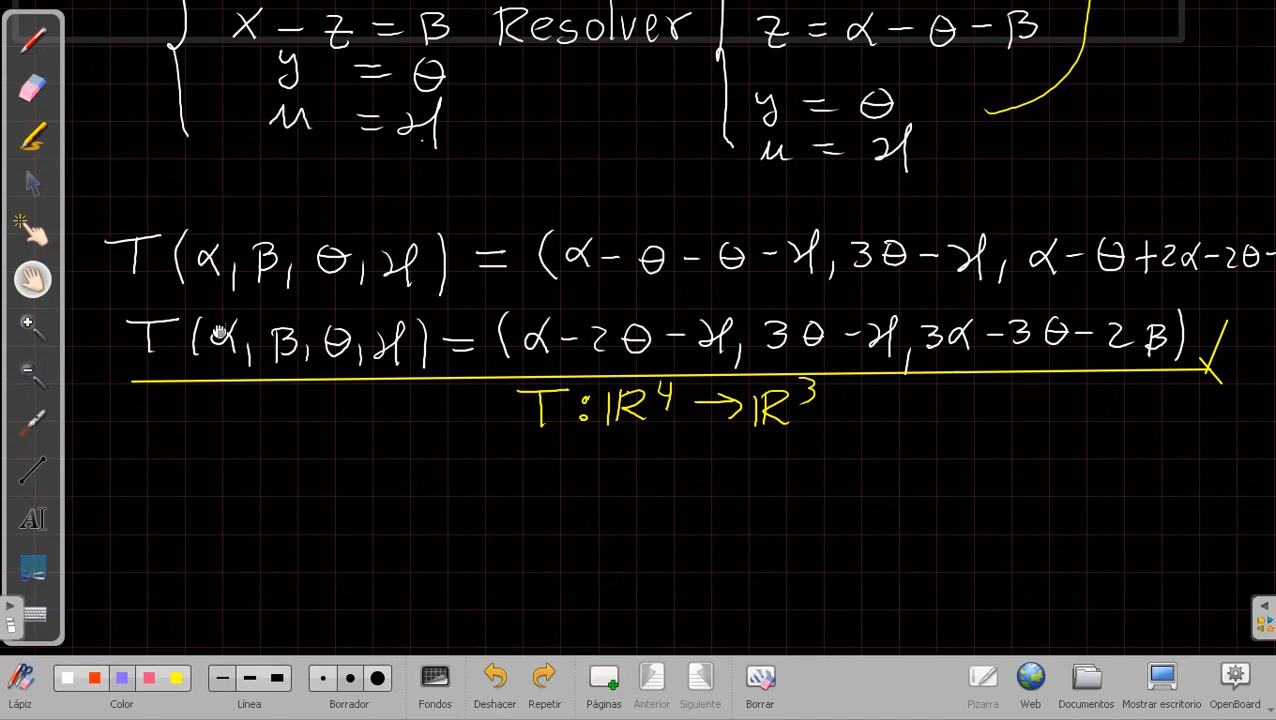 x - z = β Resolver z = α - θ - β
y = θ
μ = ϰ
y = θ
μ = ϰ
T(α, β, θ, ϰ) = (α - θ - θ - ϰ, 3θ - ϰ, α - θ + 2α - 2θ -
T(α, β, θ, ϰ) = (α - 2θ - ϰ, 3θ - ϰ, 3α - 3θ - 2β)
T : ℝ⁴ → ℝ³
AI
Lápiz
Color
Línea
Borrador
Fondos
Deshacer
Repetir
Páginas
Anterior
Siguiente
Borrar
Pizarra
Web
Documentos
Mostrar escritorio
OpenBoard